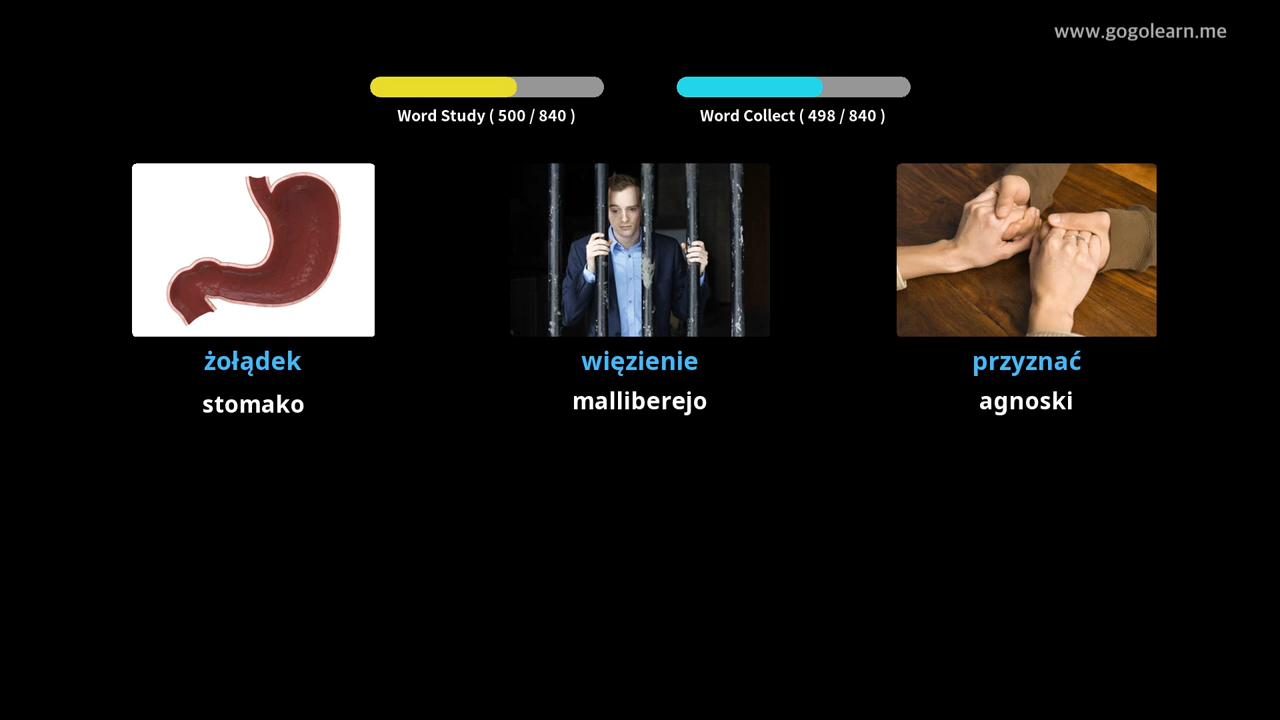 www.gogolearn.me
Word Study ( 500 / 840 )
Word Collect ( 498 / 840 )
żołądek
więzienie
przyznać
stomako
malliberejo
agnoski